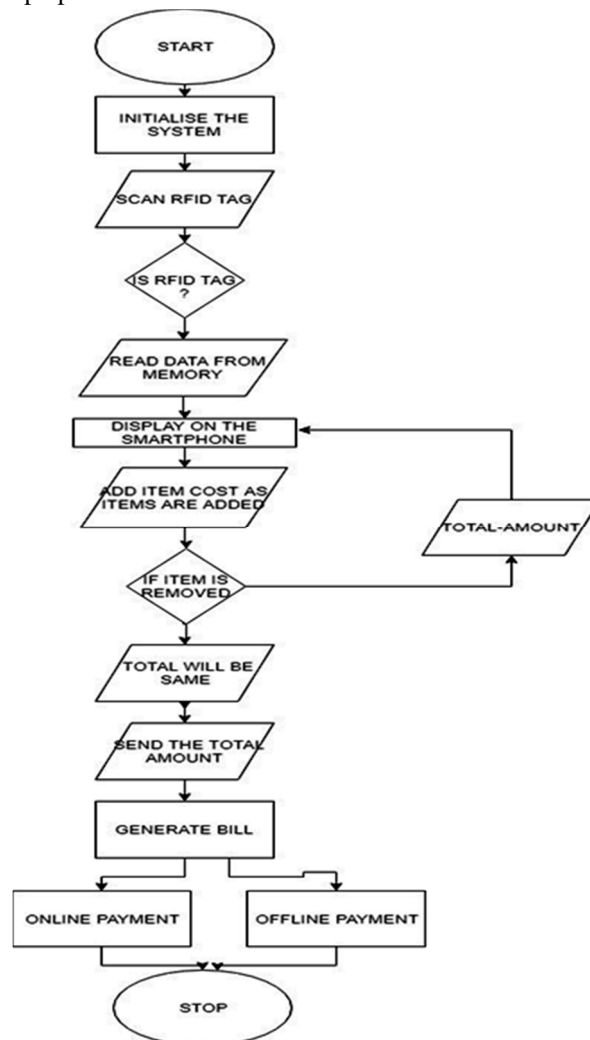 START
INITIALISE THE
SYSTEM
SCAN RFID TAG
IS RFID TAG
?
READ DATA FROM
MEMORY
DISPLAY ON THE
SMARTPHONE
ADD ITEM COST AS
ITEMS ARE ADDED
TOTAL-AMOUNT
IF ITEM IS
REMOVED
TOTAL WILL BE
SAME
SEND THE TOTAL
AMOUNT
GENERATE BILL
ONLINE PAYMENT
OFFLINE PAYMENT
STOP